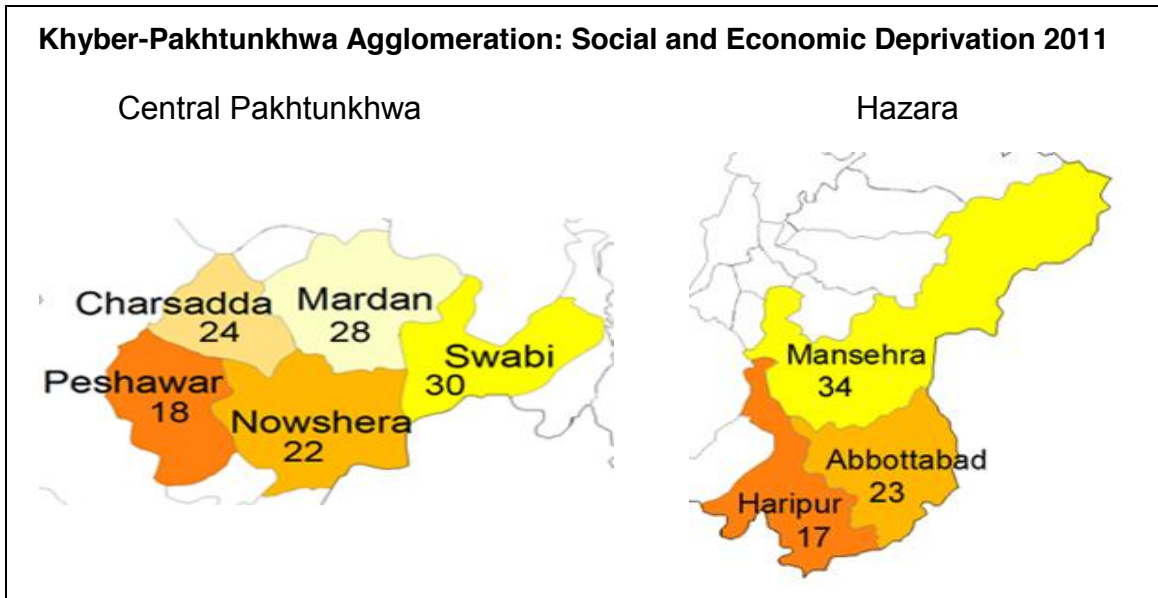 Khyber-Pakhtunkhwa Agglomeration: Social and Economic Deprivation 2011
Central Pakhtunkhwa
Charsadda
24
Mardan
28
Peshawar
18
Nowshera
22
Swabi
30
Hazara
Mansehra
34
Abbottabad
23
Haripur
17